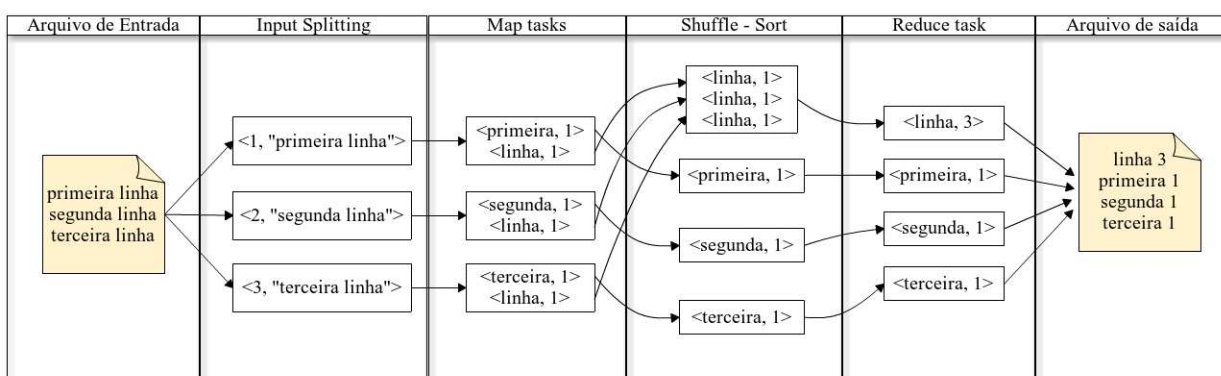 Arquivo de Entrada
Input Splitting
Map tasks
Shuffle - Sort
Reduce task
Arquivo de saída
primeira linha
segunda linha
terceira linha
<1, "primeira linha">
<2, "segunda linha">
<3, "terceira linha">
<primeira, 1>
<linha, 1>
<segunda, 1>
<linha, 1>
<terceira, 1>
<linha, 1>
<linha, 1>
<linha, 1>
<linha, 1>
<primeira, 1>
<segunda, 1>
<terceira, 1>
<linha, 3>
<primeira, 1>
<segunda, 1>
<terceira, 1>
linha 3
primeira 1
segunda 1
terceira 1